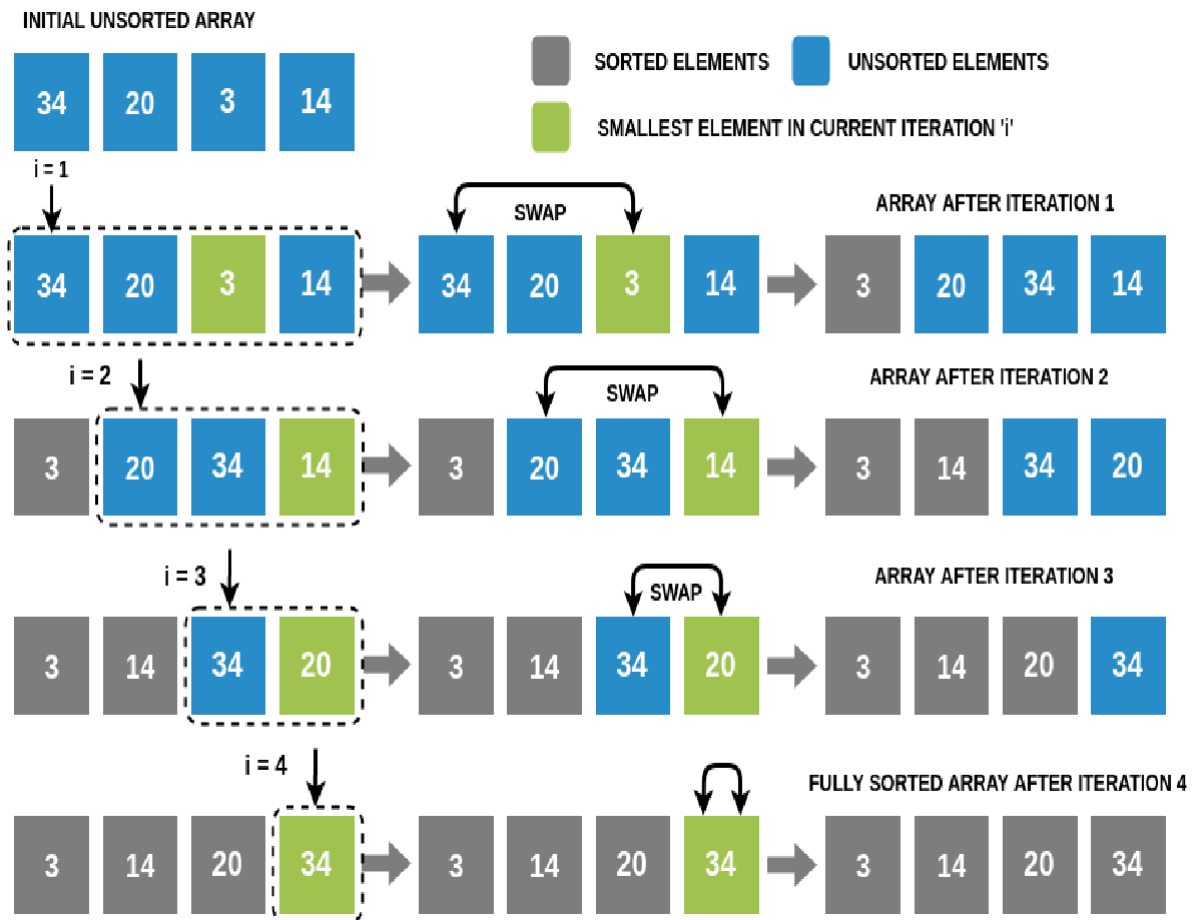 INITIAL UNSORTED ARRAY
34 20 3 14
SORTED ELEMENTS UNSORTED ELEMENTS
SMALLEST ELEMENT IN CURRENT ITERATION 'i'
i = 1
SWAP
ARRAY AFTER ITERATION 1
34 20 3 14 34 20 3 14 3 20 34 14
i = 2
SWAP
ARRAY AFTER ITERATION 2
3 20 34 14 3 20 34 14 3 14 34 20
i = 3
SWAP
ARRAY AFTER ITERATION 3
3 14 34 20 3 14 34 20 3 14 20 34
i = 4
FULLY SORTED ARRAY AFTER ITERATION 4
3 14 20 34 3 14 20 34 3 14 20 34